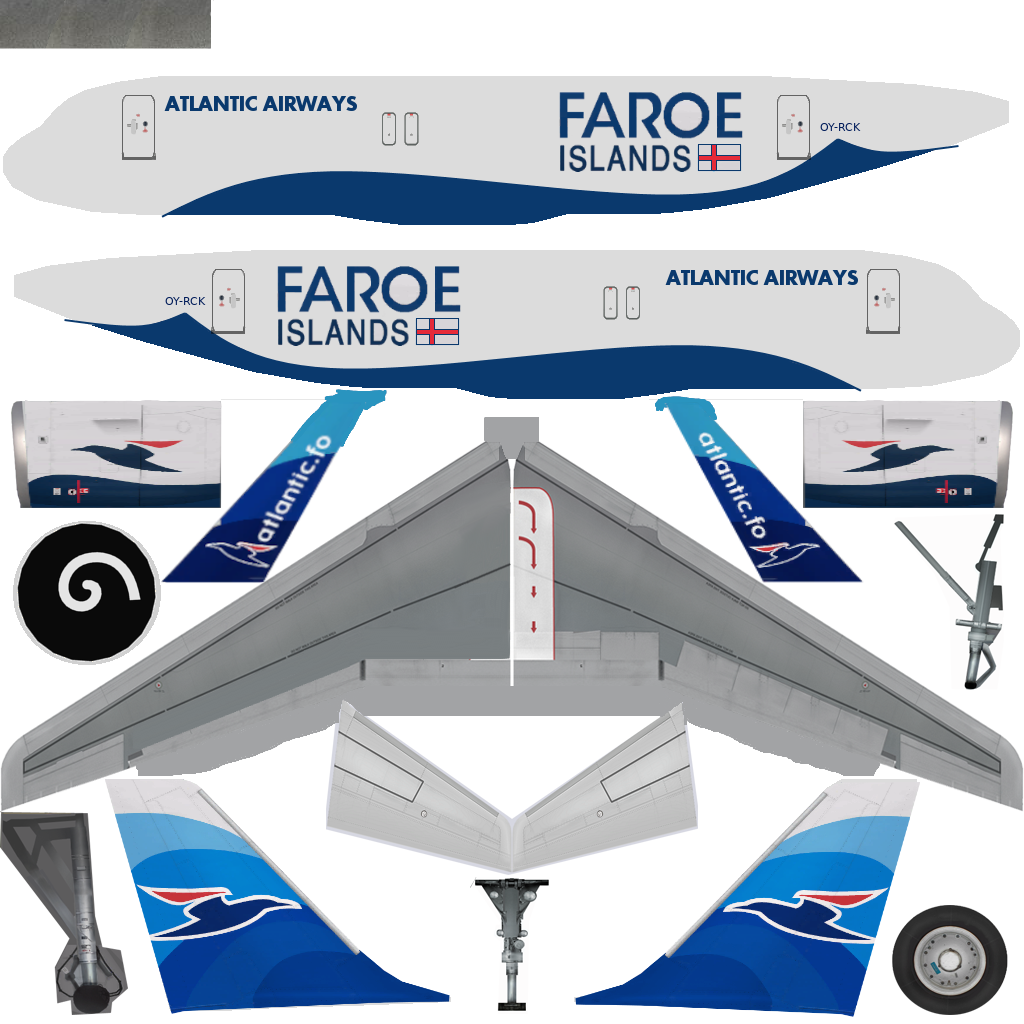 ATLANTIC AIRWAYS
FAROE
ISLANDS
OY-RCK
FAROE
ISLANDS
OY-RCK
ATLANTIC AIRWAYS
atlantic.fo
atlantic.fo